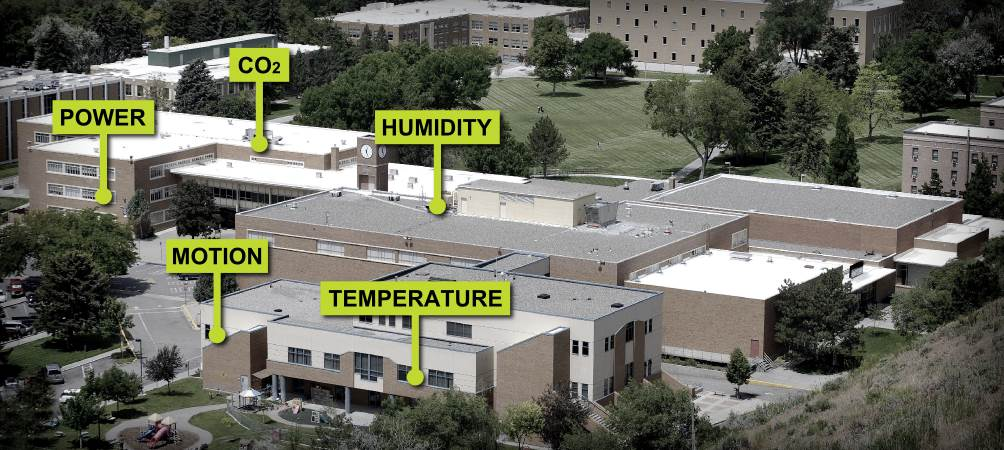 CO₂
POWER
HUMIDITY
MOTION
TEMPERATURE